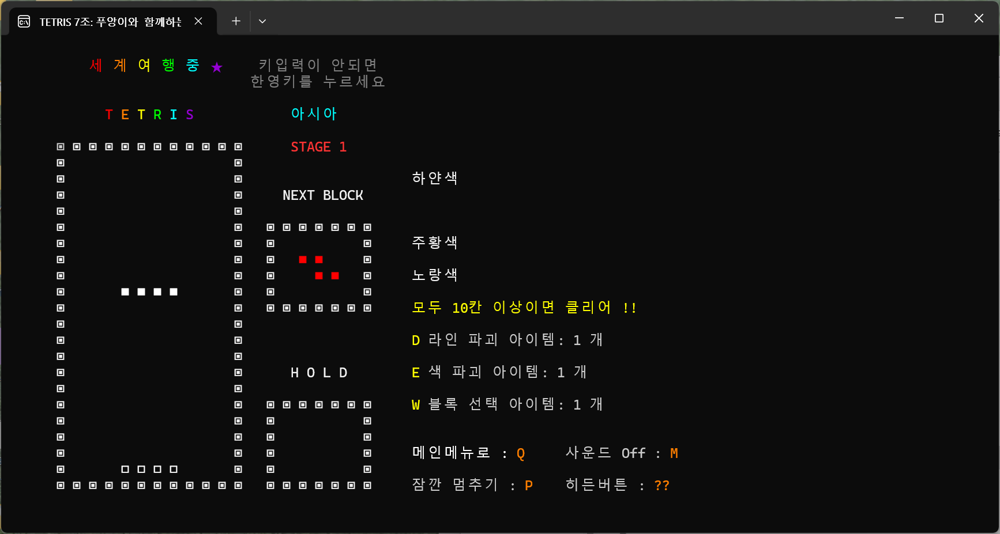 TETRIS 7조: 푸앙이와 함께하는
세 계 여 행 중 ★
키입력이 안되면
한영키를 누르세요
T E T R I S
아시아
STAGE 1
하얀색
NEXT BLOCK
주황색
노랑색
모두 10칸 이상이면 클리어 !!
D 라인 파괴 아이템: 1 개
H O L D
E 색 파괴 아이템: 1 개
W 블록 선택 아이템: 1 개
메인메뉴로 : Q 사운드 Off : M
잠깐 멈추기 : P 히든버튼 : ??